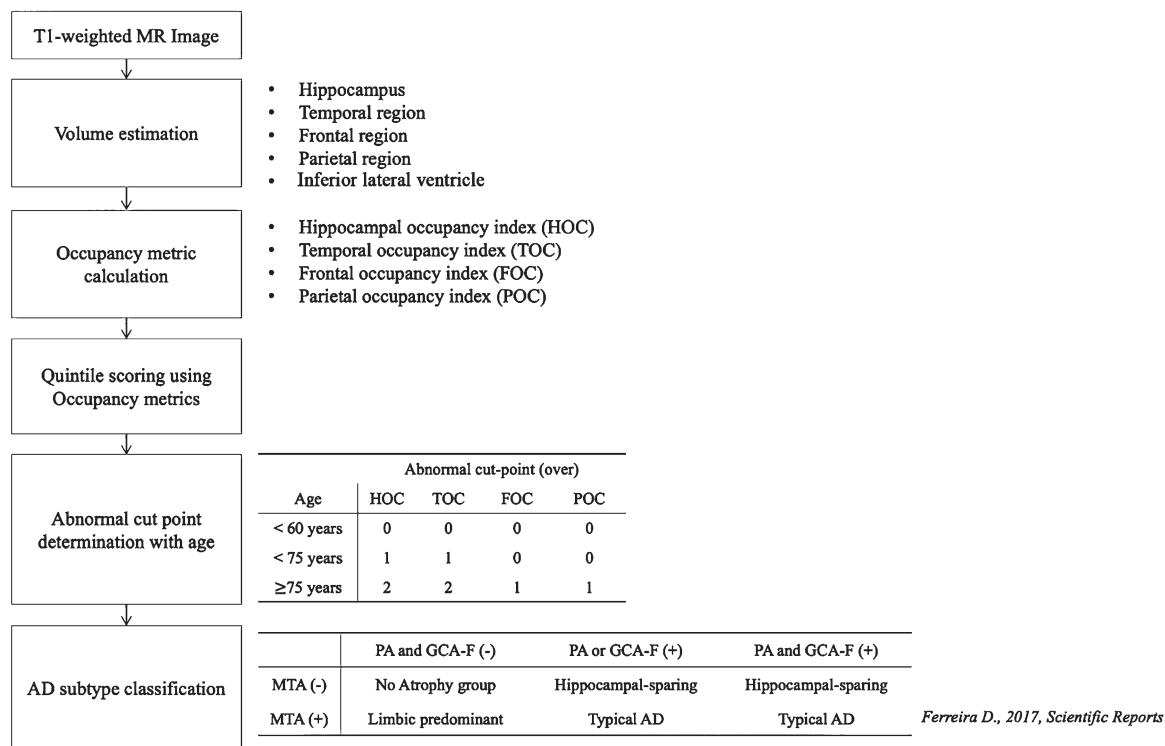 T1-weighted MR Image
Volume estimation
• Hippocampus
• Temporal region
• Frontal region
• Parietal region
• Inferior lateral ventricle
Occupancy metric
calculation
• Hippocampal occupancy index (HOC)
• Temporal occupancy index (TOC)
• Frontal occupancy index (FOC)
• Parietal occupancy index (POC)
Quintile scoring using
Occupancy metrics
Abnormal cut point
determination with age
Abnormal cut-point (over)
Age HOC TOC FOC POC
< 60 years 0 0 0 0
< 75 years 1 1 0 0
≥75 years 2 2 1 1
AD subtype classification
PA and GCA-F (-) PA or GCA-F (+) PA and GCA-F (+)
MTA (-) No Atrophy group Hippocampal-sparing Hippocampal-sparing
MTA (+) Limbic predominant Typical AD Typical AD
Ferreira D., 2017, Scientific Reports